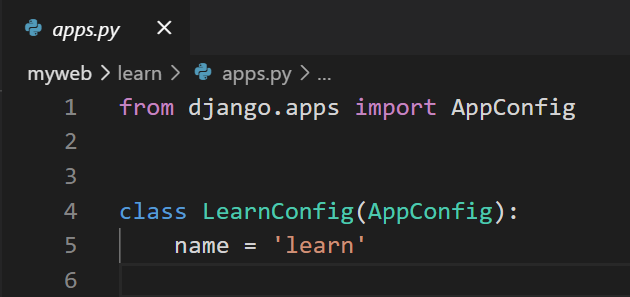 apps.py ×
myweb > learn > apps.py > ...
1 from django.apps import AppConfig
2
3
4 class LearnConfig(AppConfig):
5     name = 'learn'
6